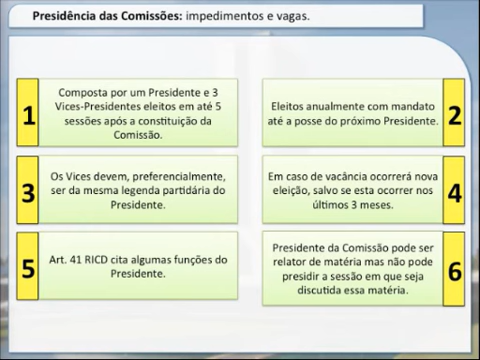 Presidência das Comissões: impedimentos e vagas.
1
Composta por um Presidente e 3
Vices-Presidentes eleitos em até 5
sessões após a constituição da
Comissão.
Eleitos anualmente com mandato
até a posse do próximo Presidente.
2
3
Os Vices devem, preferencialmente,
ser da mesma legenda partidária do
Presidente.
Em caso de vacância ocorrerá nova
eleição, salvo se esta ocorrer nos
últimos 3 meses.
4
5
Art. 41 RICD cita algumas funções do
Presidente.
Presidente da Comissão pode ser
relator de matéria mas não pode
presidir a sessão em que seja
discutida essa matéria.
6